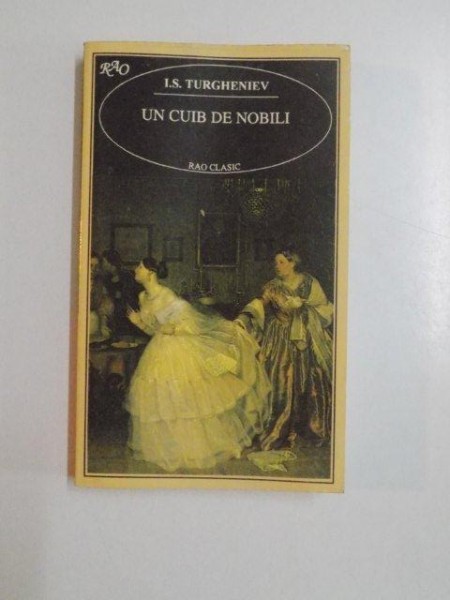 RAO
I.S. TURGHENIEV
UN CUIB DE NOBILI
RAO CLASIC